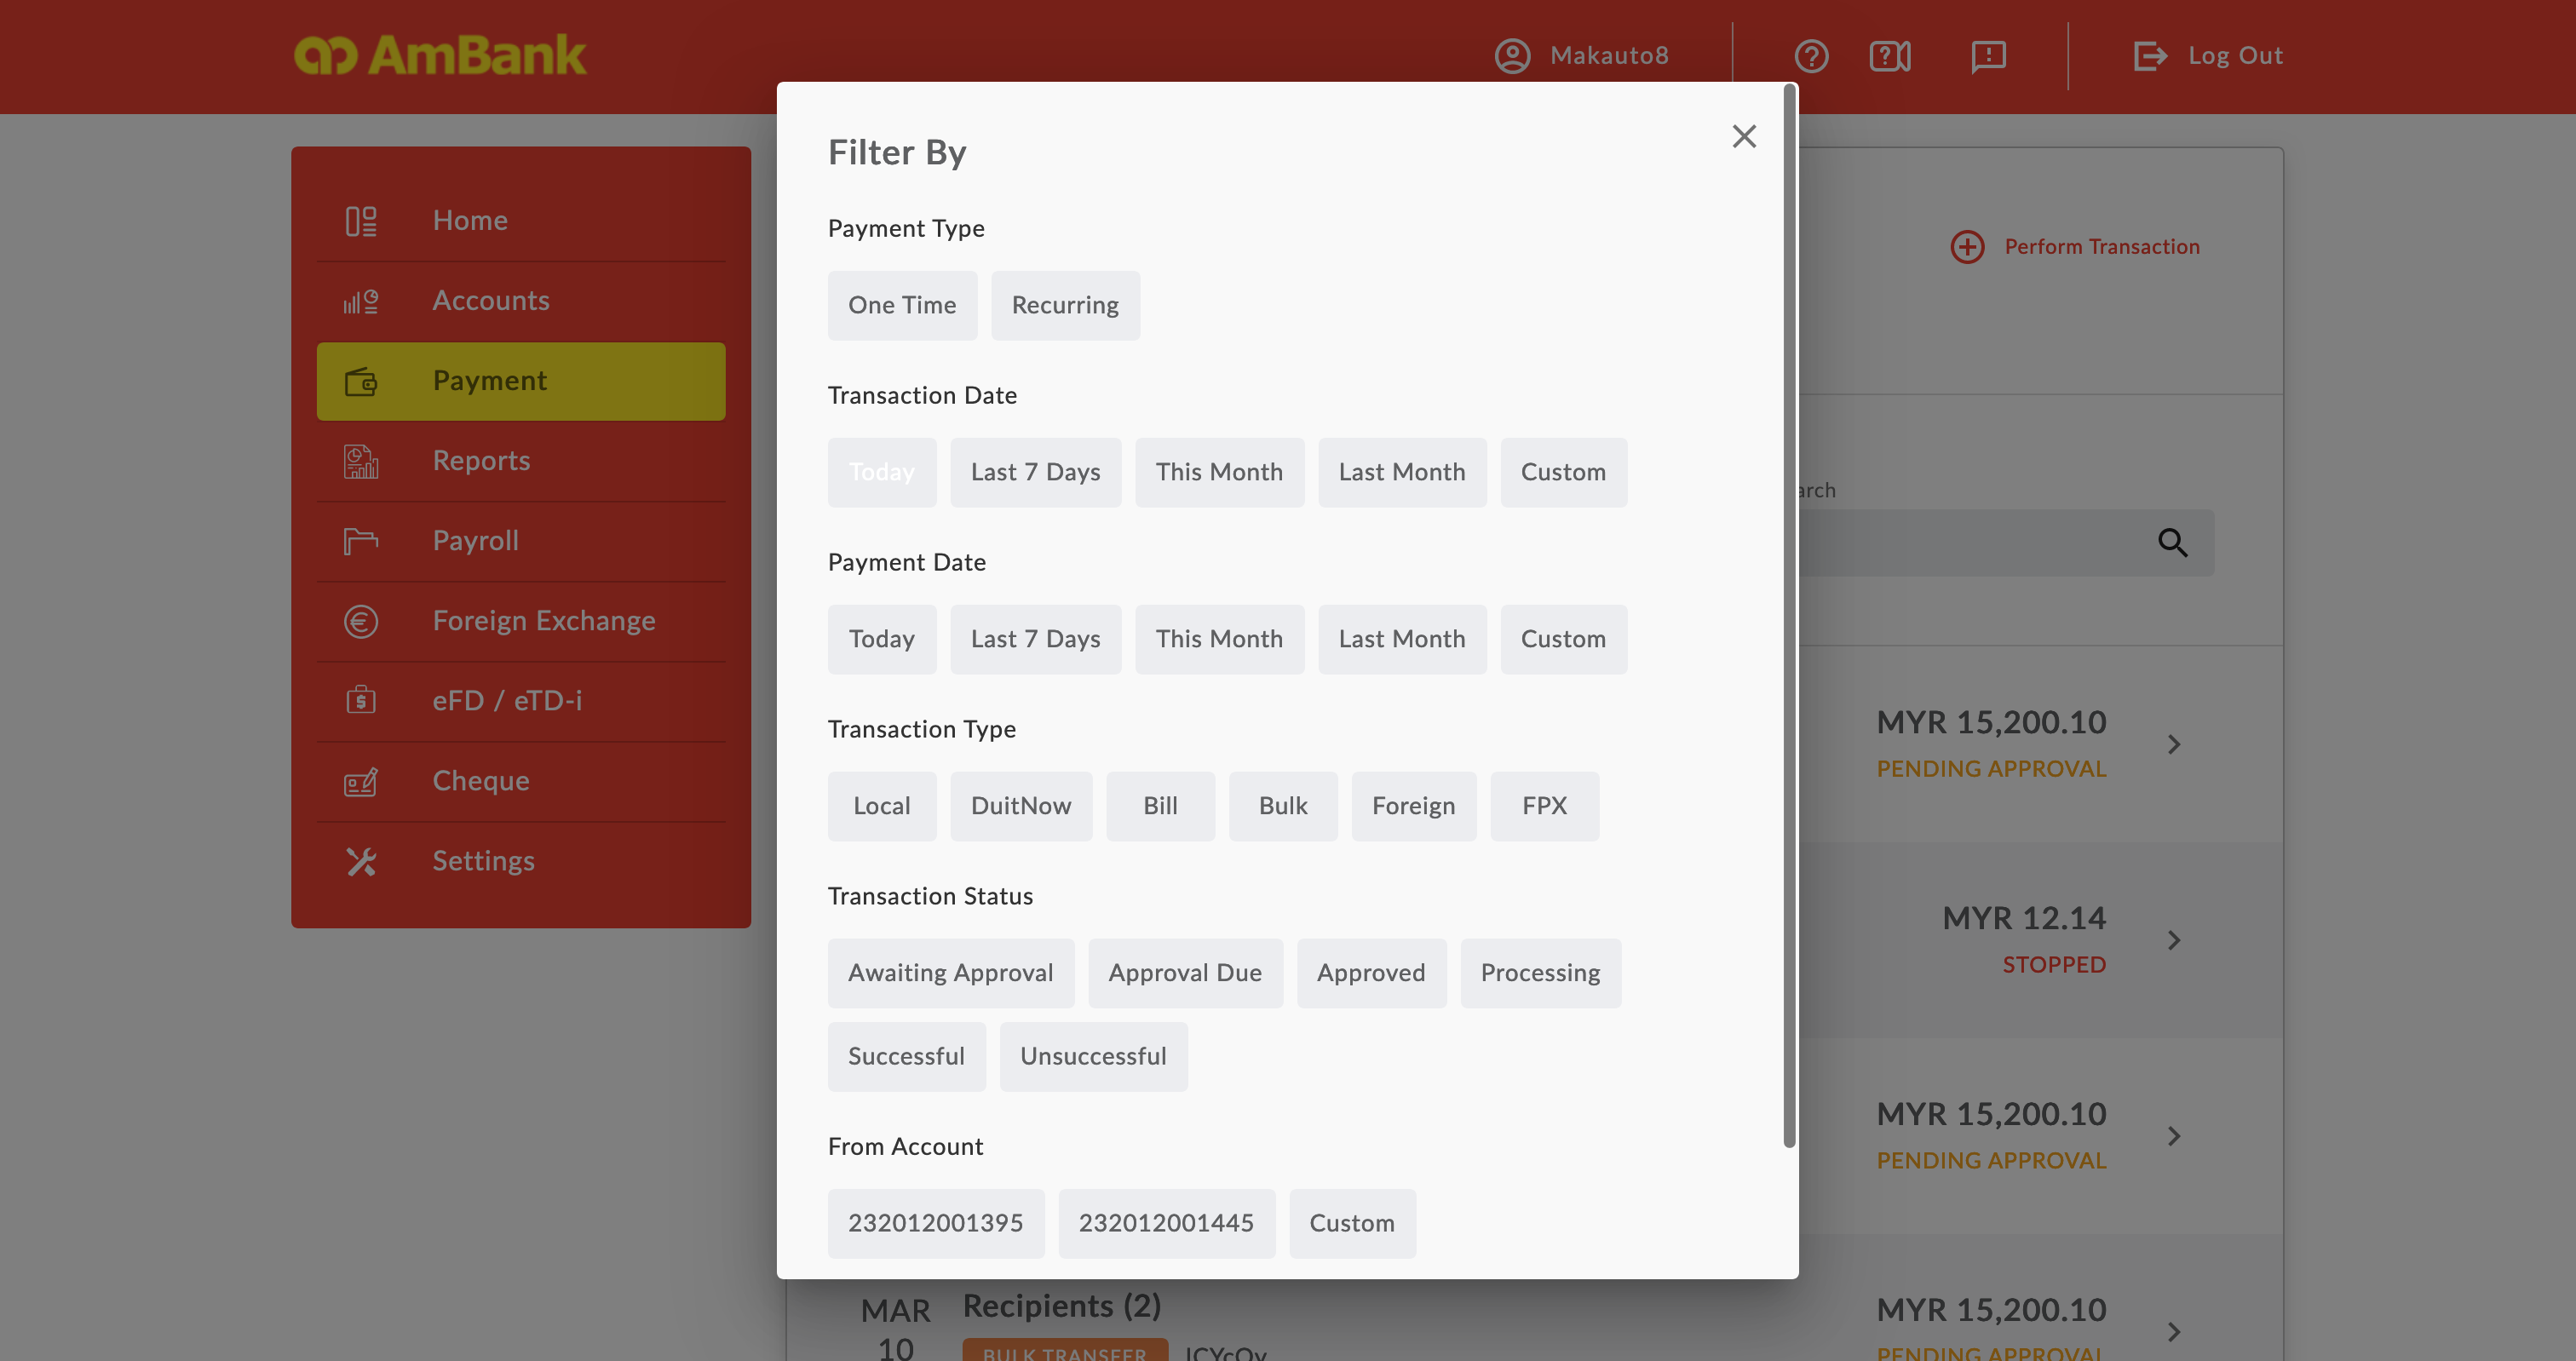 AmBank
Makauto8
Log Out
Home
Accounts
Payment
Reports
Payroll
Foreign Exchange
eFD / eTD-i
Cheque
Settings
Filter By
Payment Type
One Time Recurring
Transaction Date
Today Last 7 Days This Month Last Month Custom
Payment Date
Today Last 7 Days This Month Last Month Custom
Transaction Type
Local DuitNow Bill Bulk Foreign FPX
Transaction Status
Awaiting Approval Approval Due Approved Processing
Successful Unsuccessful
From Account
232012001395 232012001445 Custom
Perform Transaction
arch
MYR 15,200.10
PENDING APPROVAL
MYR 12.14
STOPPED
MYR 15,200.10
PENDING APPROVAL
MAR
10
Recipients (2)
BULK TRANSFER
MYR 15,200.10
PENDING APPROVAL